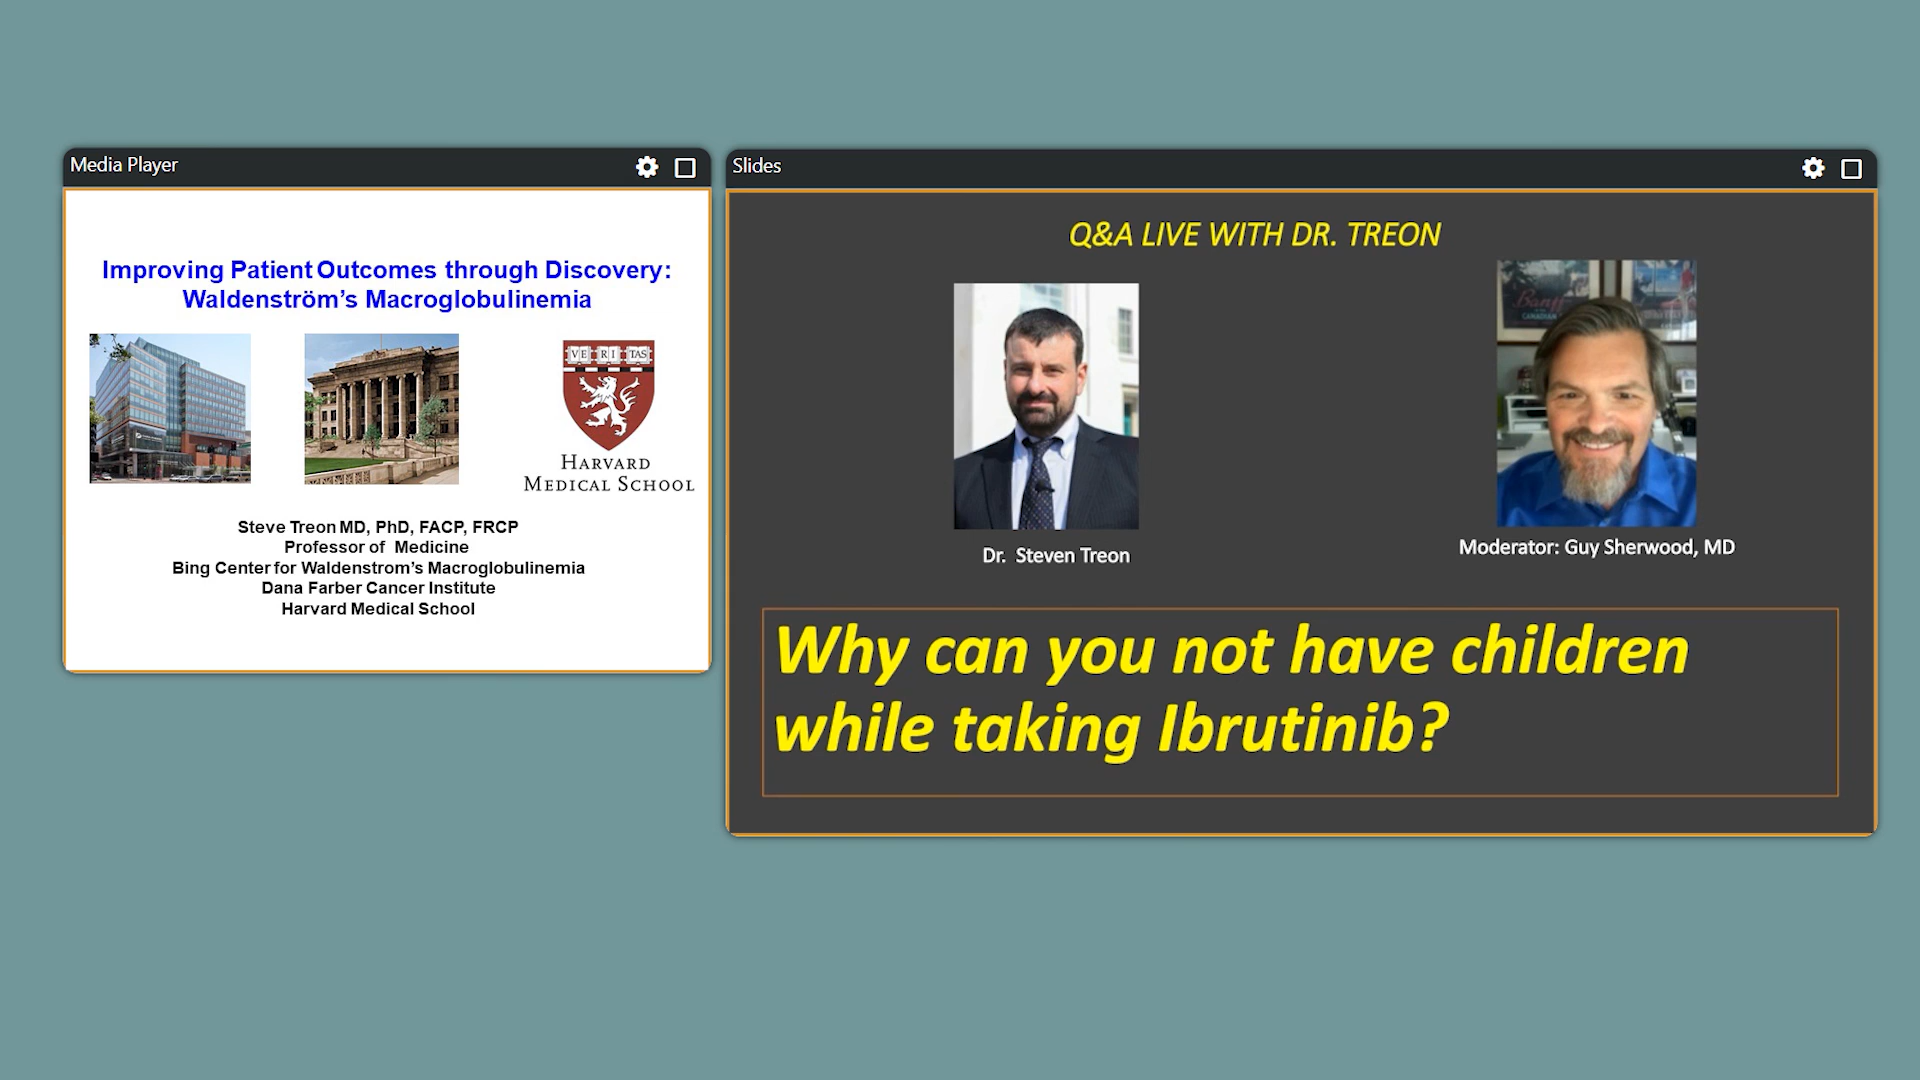 Media Player
Improving Patient Outcomes through Discovery:
Waldenström's Macroglobulinemia
VE RI TAS
HARVARD
MEDICAL SCHOOL
Steve Treon MD, PhD, FACP, FRCP
Professor of Medicine
Bing Center for Waldenstrom's Macroglobulinemia
Dana Farber Cancer Institute
Harvard Medical School
Slides
Q&A LIVE WITH DR. TREON
Banff
CANADIAN
Dr. Steven Treon
Moderator: Guy Sherwood, MD
Why can you not have children
while taking Ibrutinib?